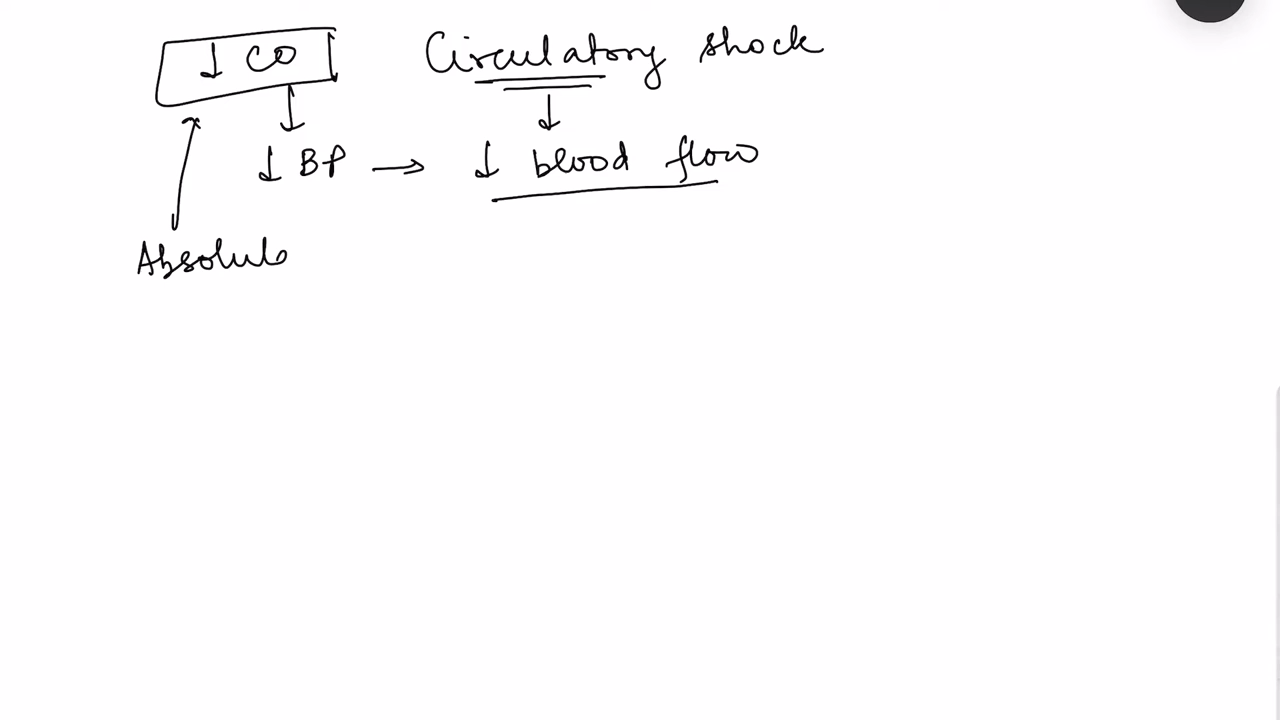 ↓ CO Circulatory shock
↓
↓
↓ BP → ↓ blood flow
Absolute